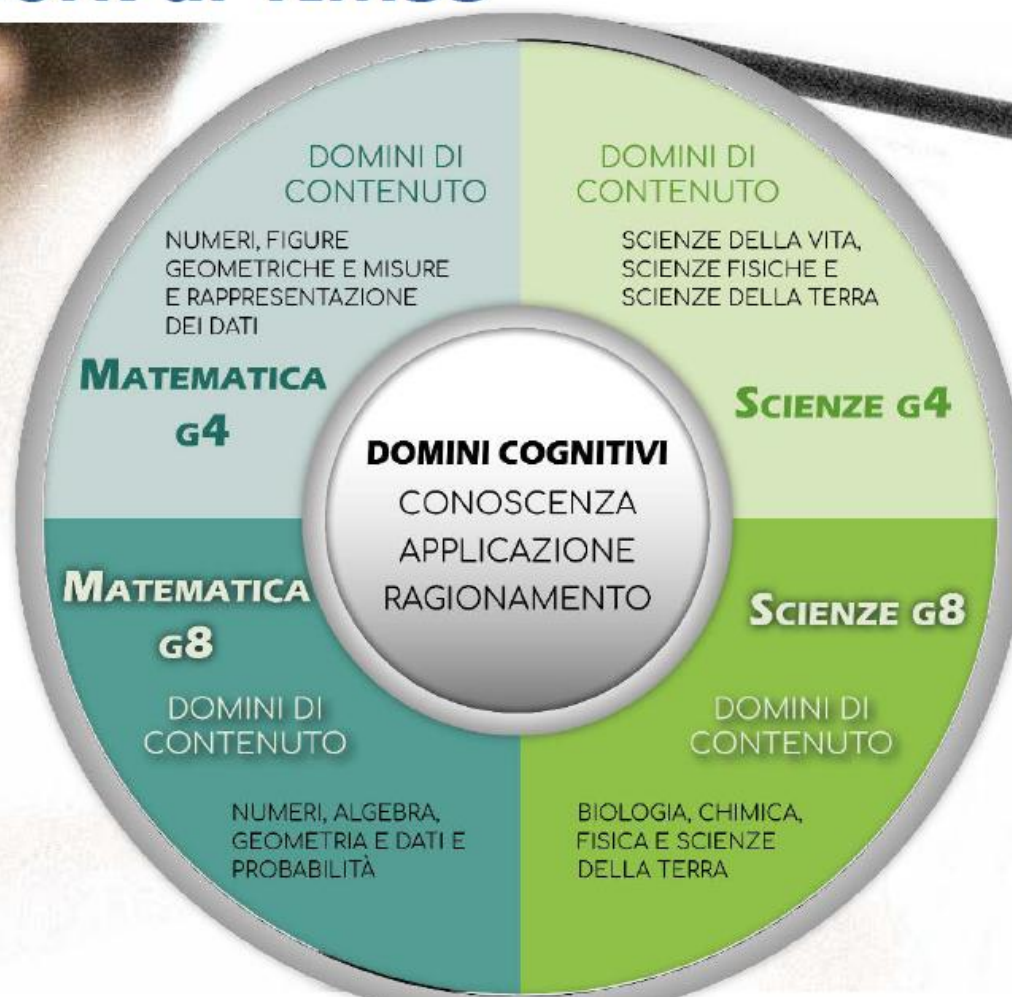 DOMINI DI
CONTENUTO
NUMERI, FIGURE
GEOMETRICHE E MISURE
E RAPPRESENTAZIONE
DEI DATI
MATEMATICA
G4
DOMINI DI
CONTENUTO
SCIENZE DELLA VITA,
SCIENZE FISICHE E
SCIENZE DELLA TERRA
SCIENZE G4
DOMINI COGNITIVI
CONOSCENZA
APPLICAZIONE
RAGIONAMENTO
MATEMATICA
G8
DOMINI DI
CONTENUTO
NUMERI, ALGEBRA,
GEOMETRIA E DATI E
PROBABILITÀ
SCIENZE G8
DOMINI DI
CONTENUTO
BIOLOGIA, CHIMICA,
FISICA E SCIENZE
DELLA TERRA